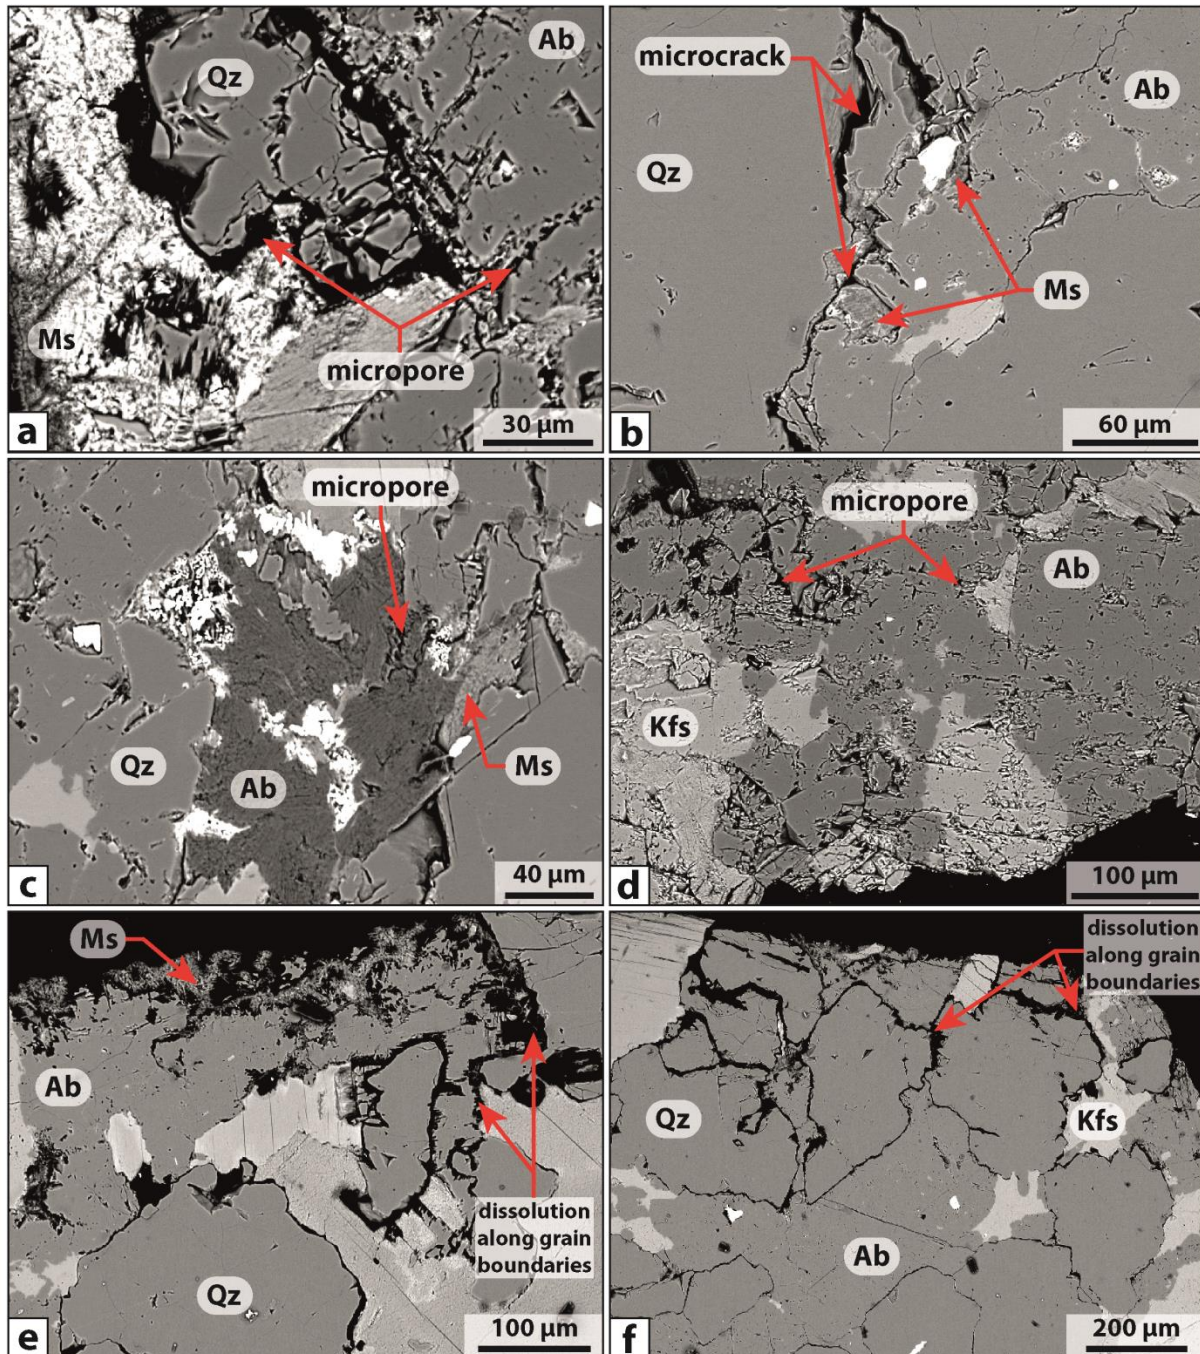 Qz
Ab
Ms
micropore
a
30 µm
microcrack
Ab
Qz
Ms
b
60 µm
micropore
Qz
Ab
Ms
c
40 µm
micropore
Ab
Kfs
d
100 µm
Ms
Ab
dissolution
along grain
boundaries
Qz
e
100 µm
dissolution
along grain
boundaries
Qz
Kfs
Ab
f
200 µm